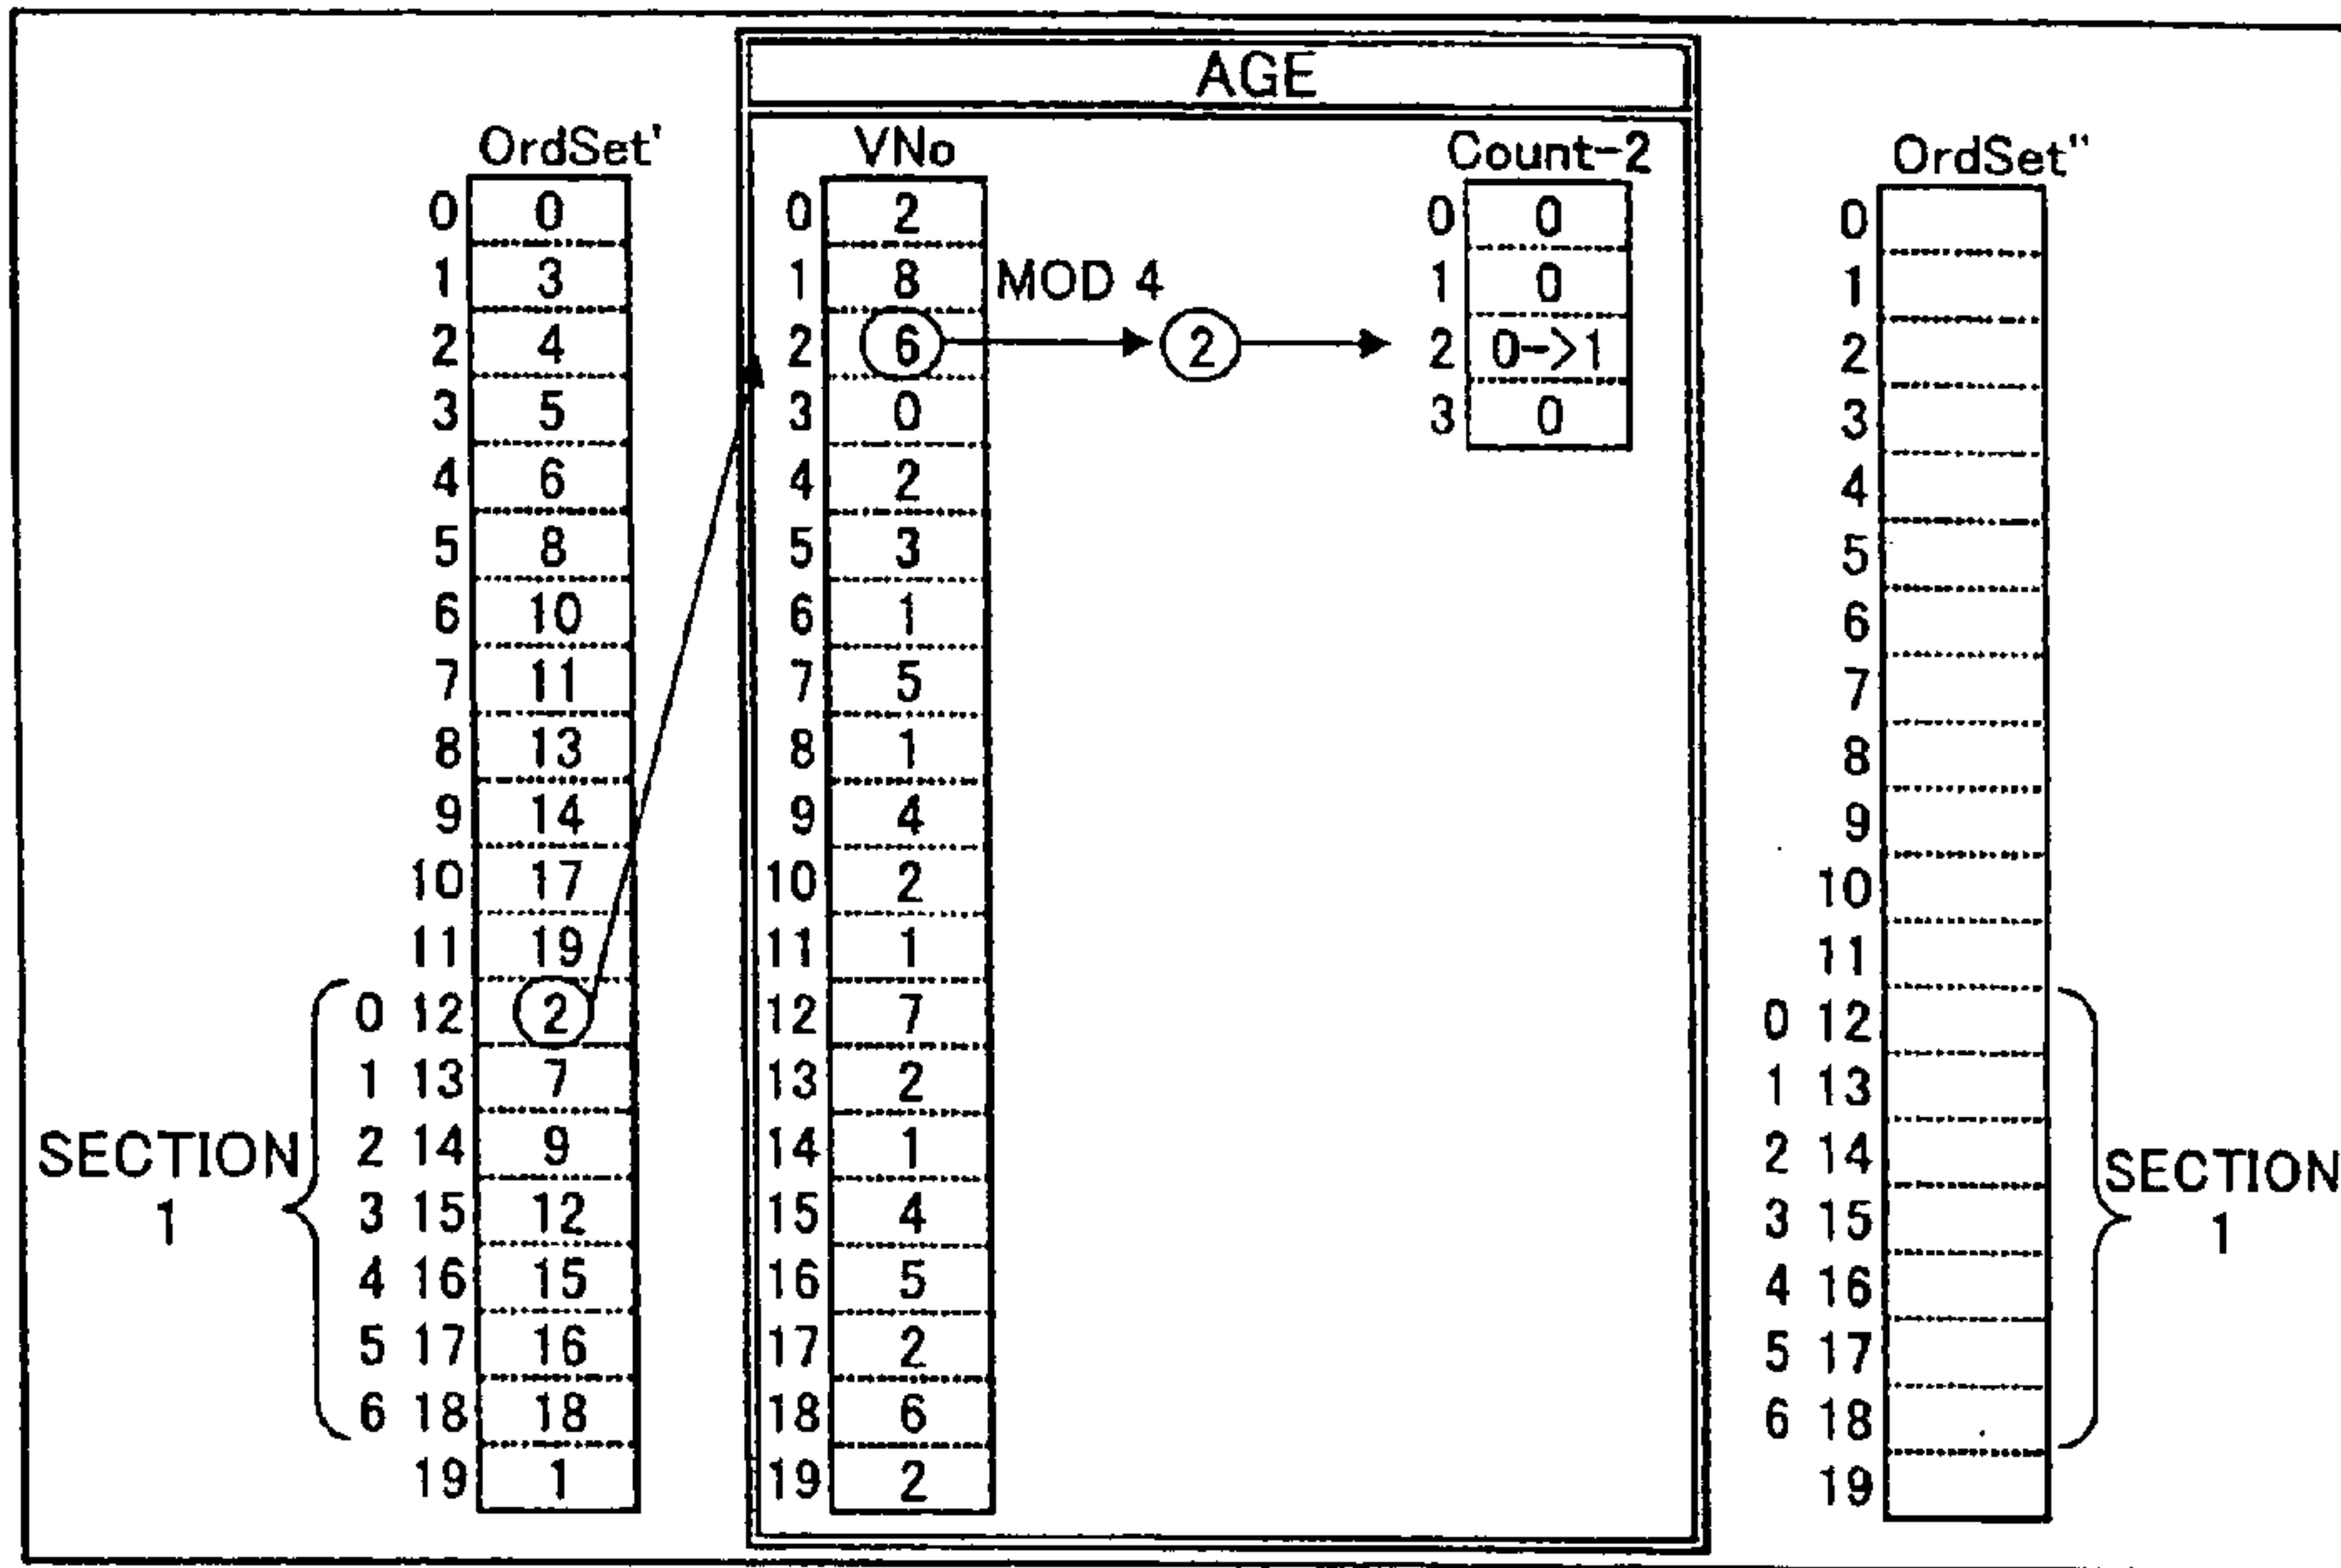 AGE
OrdSet' VNo Count-2 OrdSet"
0 0 0 2 0 0 0
1 3 1 8 MOD 4 1 0 1
2 4 2 6 2 2 0->1 2
3 5 3 0 3 0 3
4 6 4 2 4
5 8 5 3 5
6 10 6 1 6
7 11 7 5 7
8 13 8 1 8
9 14 9 4 9
10 17 10 2 10
11 19 11 1 11
0 12 2 12 7 0 12
1 13 7 13 2 1 13
SECTION 2 14 9 14 1 2 14 SECTION
1 3 15 12 15 4 3 15 1
4 16 15 16 5 4 16
5 17 16 17 2 5 17
6 18 18 18 6 6 18
19 1 19 2 19